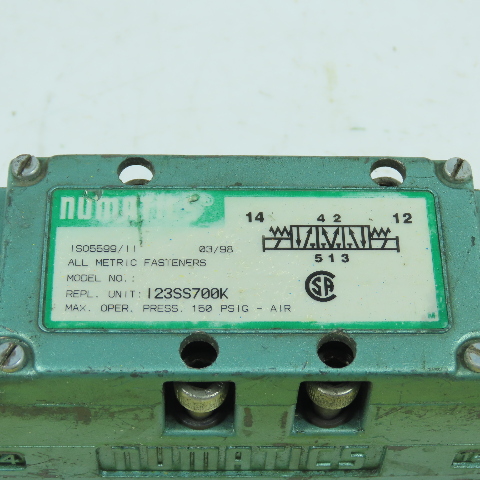 numatics
14 4 2 12
ISO5599/II 03/98
5 1 3
ALL METRIC FASTENERS
MODEL NO.:
REPL. UNIT: I23SS700K
MAX. OPER. PRESS. 150 PSIG - AIR
SA
NUMATICS